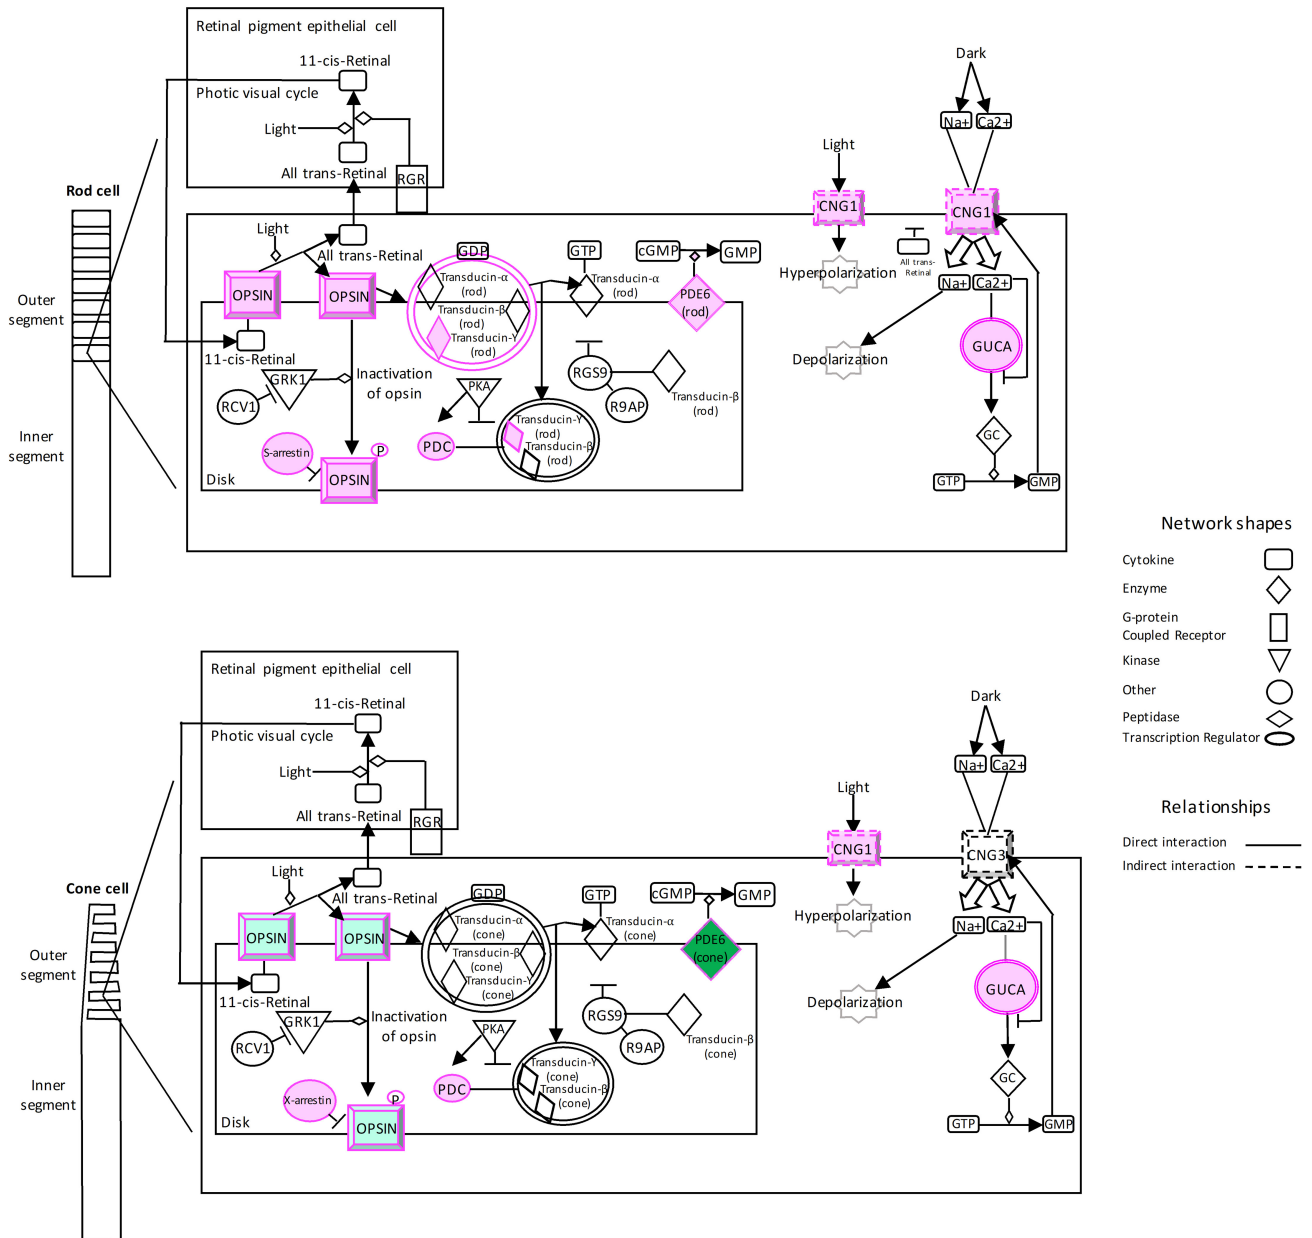 Retinal pigment epithelial cell
11-cis-Retinal
Photic visual cycle
Light
All trans-Retinal
RGR
Rod cell
Outer
segment
Inner
segment
Light
All trans-Retinal
OPSIN
OPSIN
11-cis-Retinal
GRK1
RCV1
Inactivation
of opsin
S-arrestin
P
OPSIN
Disk
GDP
Transducin-α
(rod)
Transducin-β
(rod)
Transducin-Y
(rod)
GTP
Transducin-α
(rod)
cGMP
GMP
PDE6
(rod)
PKA
PDC
Transducin-Y
(rod)
Transducin-β
(rod)
RGS9
R9AP
Transducin-β
(rod)
Light
CNG1
Hyperpolarization
Dark
Na+
Ca2+
CNG1
All trans-
Retinal
Na+
Ca2+
Depolarization
GUCA
GC
GTP
GMP
Network shapes
Cytokine
Enzyme
G-protein
Coupled Receptor
Kinase
Other
Peptidase
Transcription Regulator
Relationships
Direct interaction
Indirect interaction
Retinal pigment epithelial cell
11-cis-Retinal
Photic visual cycle
Light
All trans-Retinal
RGR
Cone cell
Outer
segment
Inner
segment
Light
All trans-Retinal
OPSIN
OPSIN
11-cis-Retinal
GRK1
RCV1
Inactivation
of opsin
X-arrestin
P
OPSIN
Disk
GDP
Transducin-α
(cone)
Transducin-β
(cone)
Transducin-Y
(cone)
GTP
Transducin-α
(cone)
cGMP
GMP
PDE6
(cone)
PKA
PDC
Transducin-Y
(cone)
Transducin-β
(cone)
RGS9
R9AP
Transducin-β
(cone)
Light
CNG1
Hyperpolarization
Dark
Na+
Ca2+
CNG3
Na+
Ca2+
Depolarization
GUCA
GC
GTP
GMP